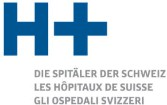 H+
DIE SPITÄLER DER SCHWEIZ
LES HÔPITAUX DE SUISSE
GLI OSPEDALI SVIZZERI